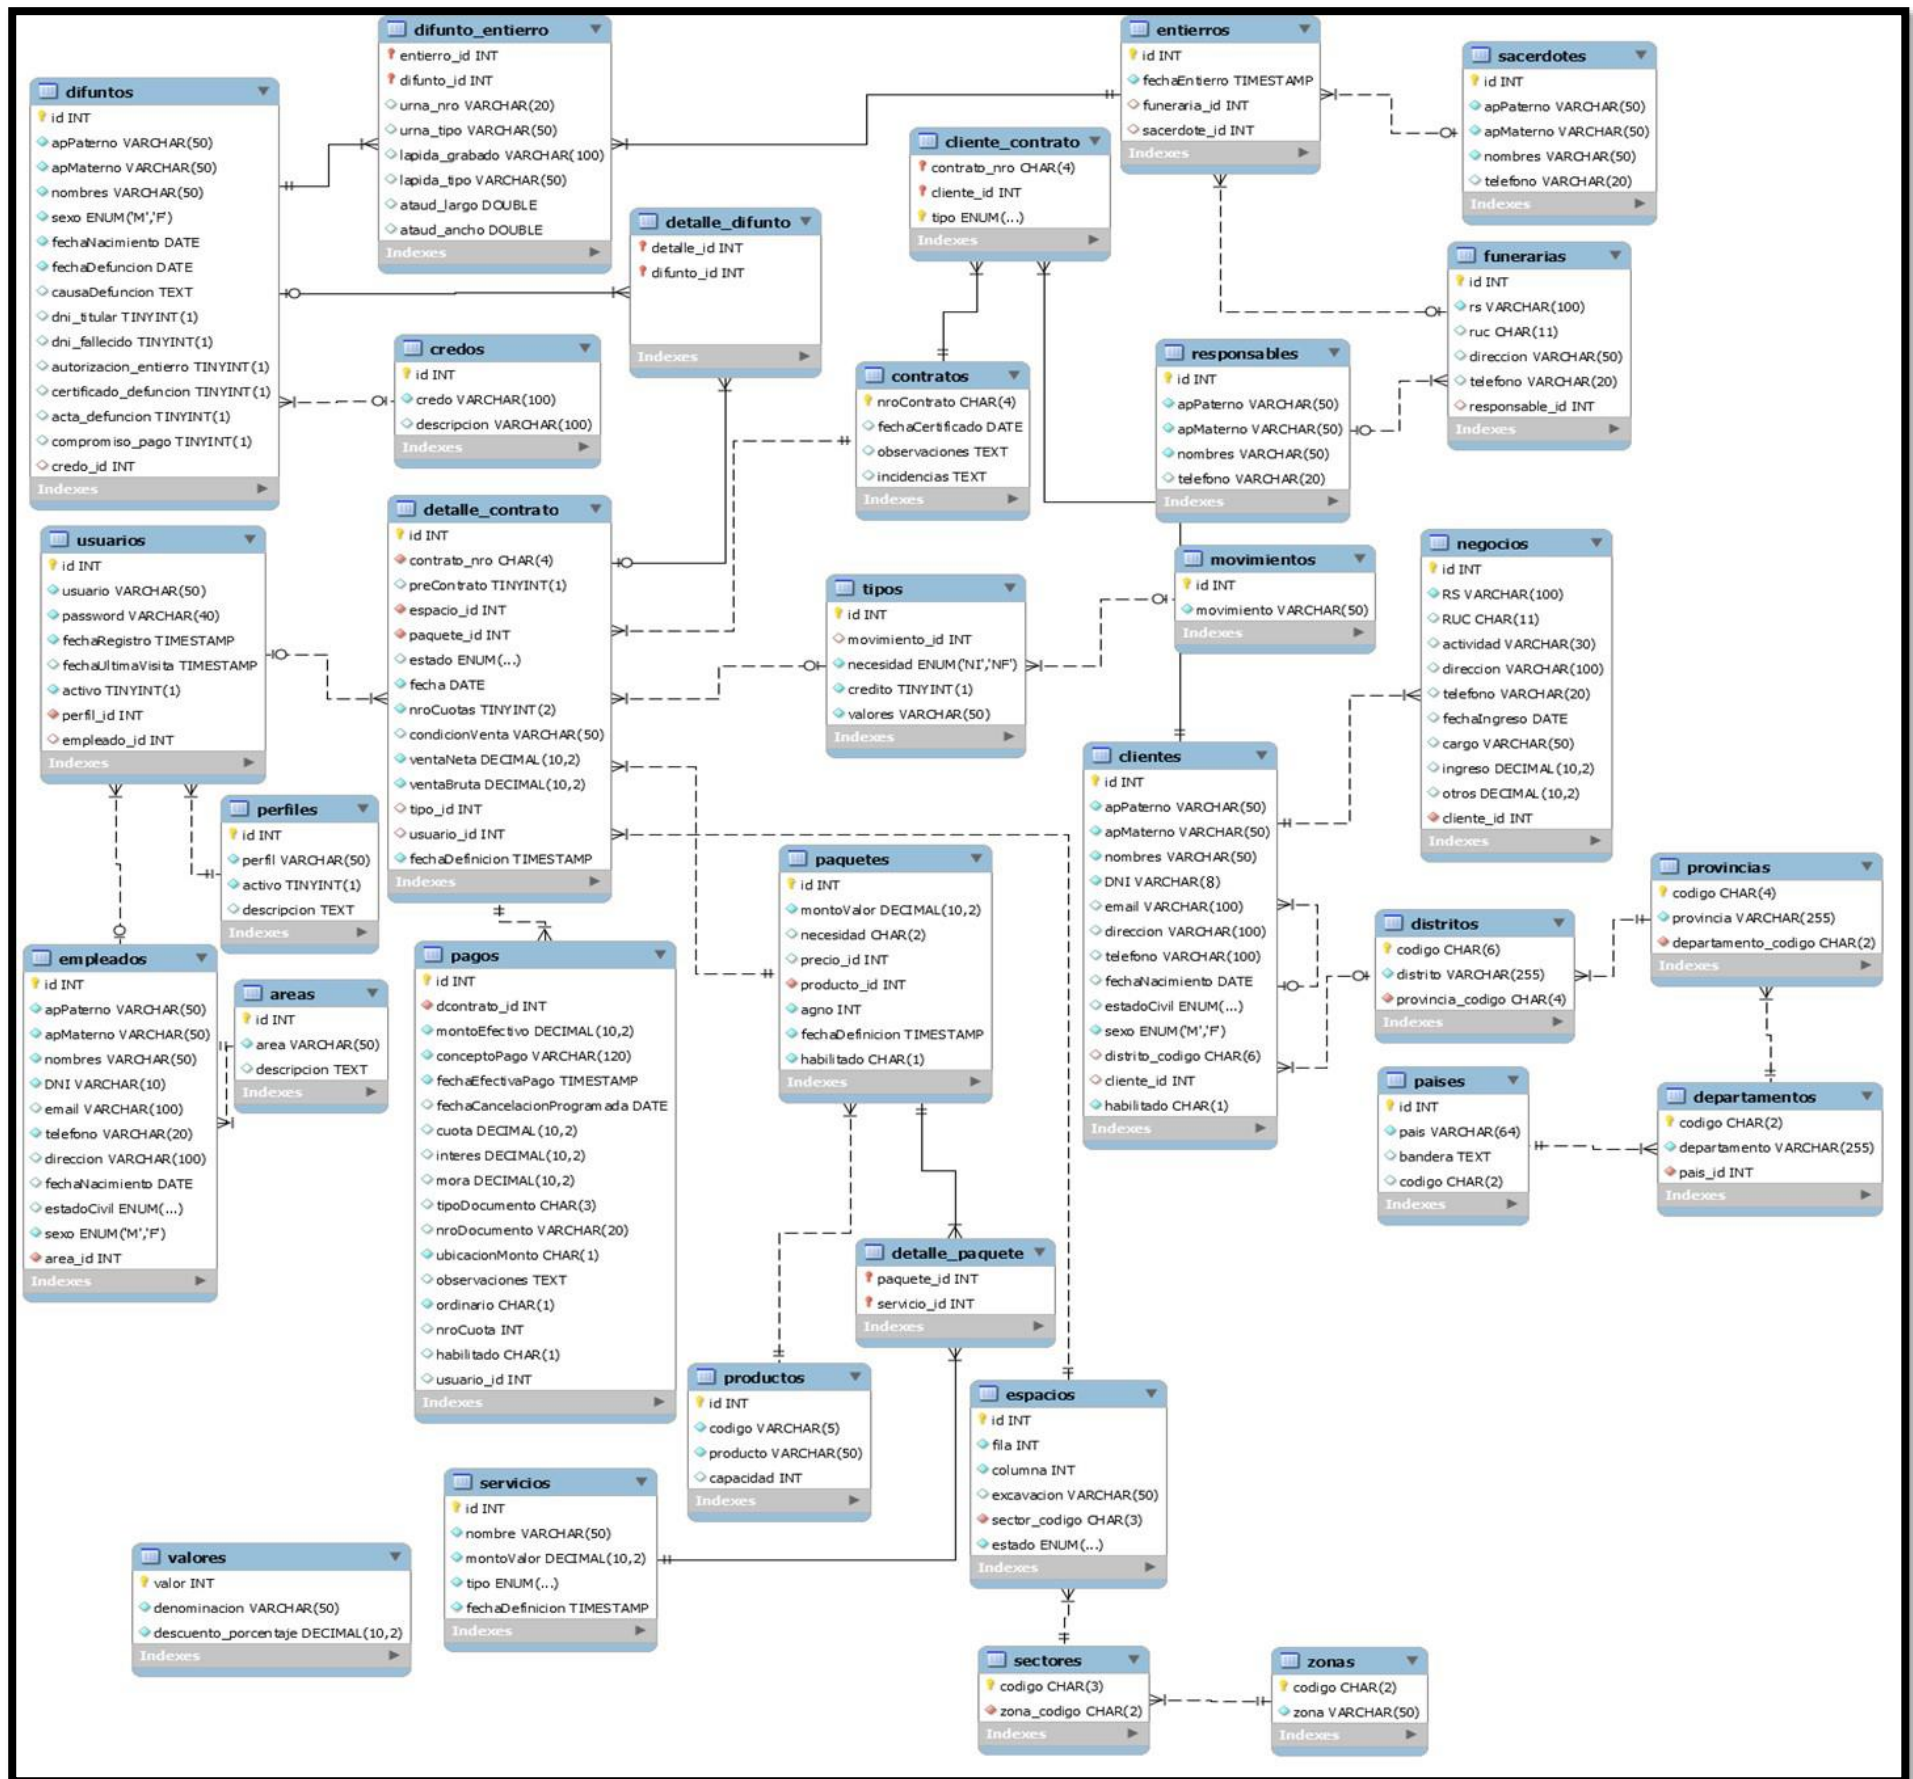 difunto_entierro
entierro_id INT
difunto_id INT
urna_nro VARCHAR(20)
urna_tipo VARCHAR(50)
lapida_grabado VARCHAR(100)
lapida_tipo VARCHAR(50)
ataud_largo DOUBLE
ataud_ancho DOUBLE
Indexes
entierros
id INT
fechaEntierro TIMESTAMP
funeraria_id INT
sacerdote_id INT
Indexes
sacerdotes
id INT
apPaterno VARCHAR(50)
apMaterno VARCHAR(50)
nombres VARCHAR(50)
telefono VARCHAR(20)
Indexes
difuntos
id INT
apPaterno VARCHAR(50)
apMaterno VARCHAR(50)
nombres VARCHAR(50)
sexo ENUM('M','F')
fechaNacimiento DATE
fechaDefuncion DATE
causaDefuncion TEXT
dni_titular TINYINT(1)
dni_fallecido TINYINT(1)
autorizacion_entierro TINYINT(1)
certificado_defuncion TINYINT(1)
acta_defuncion TINYINT(1)
compromiso_pago TINYINT(1)
credo_id INT
Indexes
cliente_contrato
contrato_nro CHAR(4)
cliente_id INT
tipo ENUM(...)
Indexes
detalle_difunto
detalle_id INT
difunto_id INT
Indexes
funerarias
id INT
rs VARCHAR(100)
ruc CHAR(11)
direccion VARCHAR(50)
telefono VARCHAR(20)
responsable_id INT
Indexes
credos
id INT
credo VARCHAR(100)
descripcion VARCHAR(100)
Indexes
responsables
id INT
apPaterno VARCHAR(50)
apMaterno VARCHAR(50)
nombres VARCHAR(50)
telefono VARCHAR(20)
Indexes
contratos
nroContrato CHAR(4)
fechaCertificado DATE
observaciones TEXT
incidencias TEXT
Indexes
detalle_contrato
id INT
contrato_nro CHAR(4)
preContrato TINYINT(1)
espacio_id INT
paquete_id INT
estado ENUM(...)
fecha DATE
nroCuotas TINYINT(2)
condicionVenta VARCHAR(50)
ventaNeta DECIMAL(10,2)
ventaBruta DECIMAL(10,2)
tipo_id INT
usuario_id INT
fechaDefinicion TIMESTAMP
Indexes
usuarios
id INT
usuario VARCHAR(50)
password VARCHAR(40)
fechaRegistro TIMESTAMP
fechaUltimaVisita TIMESTAMP
activo TINYINT(1)
perfil_id INT
empleado_id INT
Indexes
negocios
id INT
RS VARCHAR(100)
RUC CHAR(11)
actividad VARCHAR(30)
direccion VARCHAR(100)
telefono VARCHAR(20)
fechaIngreso DATE
cargo VARCHAR(50)
ingreso DECIMAL(10,2)
otros DECIMAL(10,2)
cliente_id INT
Indexes
movimientos
id INT
movimiento VARCHAR(50)
Indexes
tipos
id INT
movimiento_id INT
necesidad ENUM('NI','NF')
credito TINYINT(1)
valores VARCHAR(50)
Indexes
clientes
id INT
apPaterno VARCHAR(50)
apMaterno VARCHAR(50)
nombres VARCHAR(50)
DNI VARCHAR(8)
email VARCHAR(100)
direccion VARCHAR(100)
telefono VARCHAR(100)
fechaNacimiento DATE
estadoCivil ENUM(...)
sexo ENUM('M','F')
distrito_codigo CHAR(6)
cliente_id INT
habilitado CHAR(1)
Indexes
perfiles
id INT
perfil VARCHAR(50)
activo TINYINT(1)
descripcion TEXT
Indexes
paquetes
id INT
montoValor DECIMAL(10,2)
necesidad CHAR(2)
precio_id INT
producto_id INT
agno INT
fechaDefinicion TIMESTAMP
habilitado CHAR(1)
Indexes
provincias
codigo CHAR(4)
provincia VARCHAR(255)
departamento_codigo CHAR(2)
Indexes
distritos
codigo CHAR(6)
distrito VARCHAR(255)
provincia_codigo CHAR(4)
Indexes
empleados
id INT
apPaterno VARCHAR(50)
apMaterno VARCHAR(50)
nombres VARCHAR(50)
DNI VARCHAR(10)
email VARCHAR(100)
telefono VARCHAR(20)
direccion VARCHAR(100)
fechaNacimiento DATE
estadoCivil ENUM(...)
sexo ENUM('M','F')
area_id INT
Indexes
areas
id INT
area VARCHAR(50)
descripcion TEXT
Indexes
pagos
id INT
dcontrato_id INT
montoEfectivo DECIMAL(10,2)
conceptoPago VARCHAR(120)
fechaEfectivaPago TIMESTAMP
fechaCancelacionProgramada DATE
cuota DECIMAL(10,2)
interes DECIMAL(10,2)
mora DECIMAL(10,2)
tipoDocumento CHAR(3)
nroDocumento VARCHAR(20)
ubicacionMonto CHAR(1)
observaciones TEXT
ordinario CHAR(1)
nroCuota INT
habilitado CHAR(1)
usuario_id INT
Indexes
paises
id INT
pais VARCHAR(64)
bandera TEXT
codigo CHAR(2)
Indexes
departamentos
codigo CHAR(2)
departamento VARCHAR(255)
pais_id INT
Indexes
detalle_paquete
paquete_id INT
servicio_id INT
Indexes
productos
id INT
codigo VARCHAR(5)
producto VARCHAR(50)
capacidad INT
Indexes
espacios
id INT
fila INT
columna INT
excavacion VARCHAR(50)
sector_codigo CHAR(3)
estado ENUM(...)
Indexes
servicios
id INT
nombre VARCHAR(50)
montoValor DECIMAL(10,2)
tipo ENUM(...)
fechaDefinicion TIMESTAMP
Indexes
valores
valor INT
denominacion VARCHAR(50)
descuento_porcentaje DECIMAL(10,2)
Indexes
sectores
codigo CHAR(3)
zona_codigo CHAR(2)
Indexes
zonas
codigo CHAR(2)
zona VARCHAR(50)
Indexes